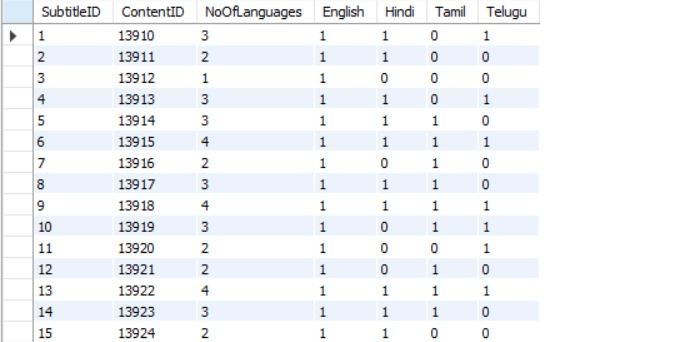 SubtitleID ContentID NoOfLanguages English Hindi Tamil Telugu
1 13910 3 1 1 0 1
2 13911 2 1 1 0 0
3 13912 1 1 0 0 0
4 13913 3 1 1 0 1
5 13914 3 1 1 1 0
6 13915 4 1 1 1 1
7 13916 2 1 0 1 0
8 13917 3 1 1 1 0
9 13918 4 1 1 1 1
10 13919 3 1 0 1 1
11 13920 2 1 0 0 1
12 13921 2 1 0 1 0
13 13922 4 1 1 1 1
14 13923 3 1 1 1 0
15 13924 2 1 1 0 0